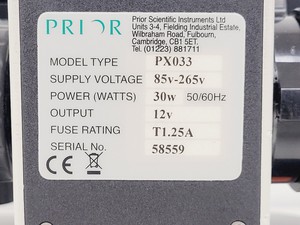 PRIOR
Prior Scientific Instruments Ltd
Units 3-4, Fielding Industrial Estate,
Wilbraham Road, Fulbourn,
Cambridge, CB1 5ET.
Tel. (01223) 881711
MODEL TYPE PX033
SUPPLY VOLTAGE 85v-265v
POWER (WATTS) 30w 50/60Hz
OUTPUT 12v
FUSE RATING T1.25A
SERIAL No. 58559
CE